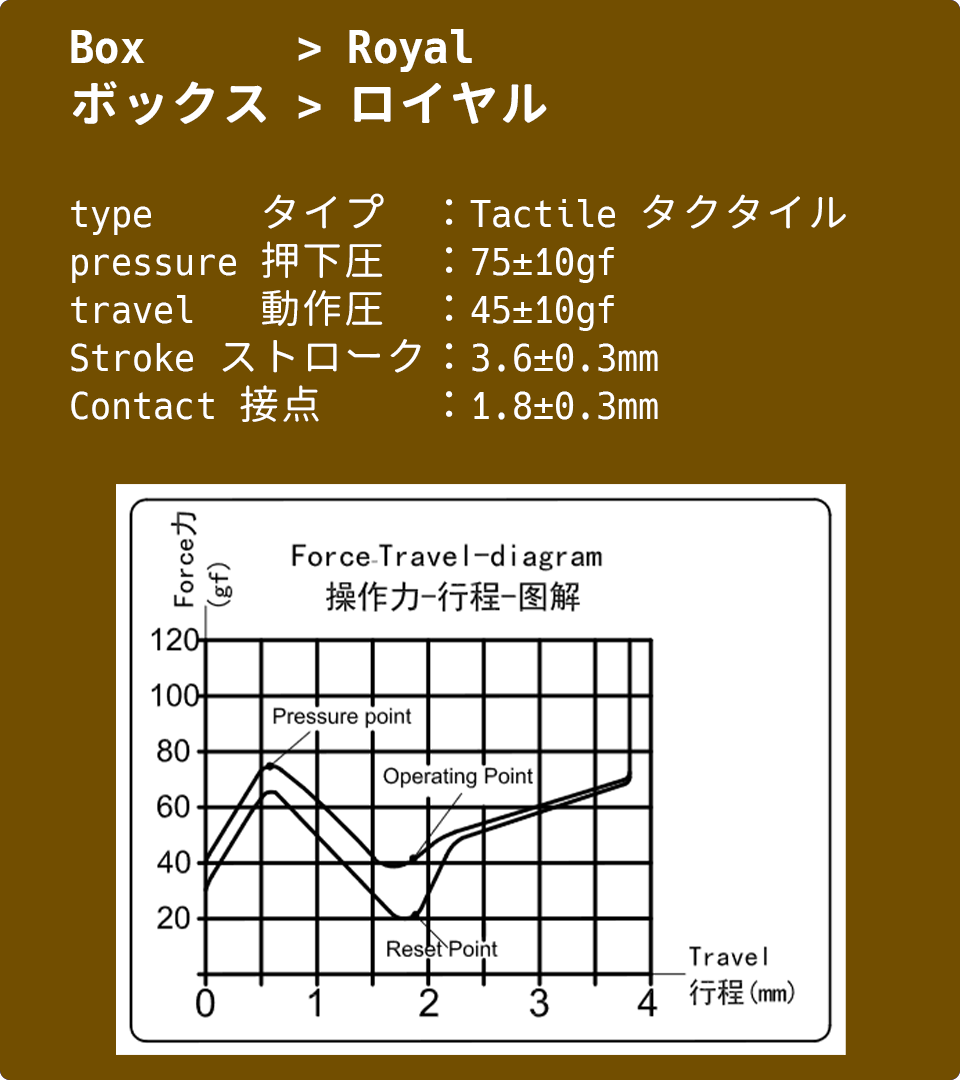 Box > Royal
ボックス > ロイヤル
type タイプ ：Tactile タクタイル
pressure 押下圧 ：75±10gf
travel 動作圧 ：45±10gf
Stroke ストローク：3.6±0.3mm
Contact 接点 ：1.8±0.3mm
Force力
(gf)
Force-Travel-diagram
操作力-行程-图解
120
100
Pressure point
80
Operating Point
60
40
20
Reset Point
Travel
行程(mm)
0 1 2 3 4